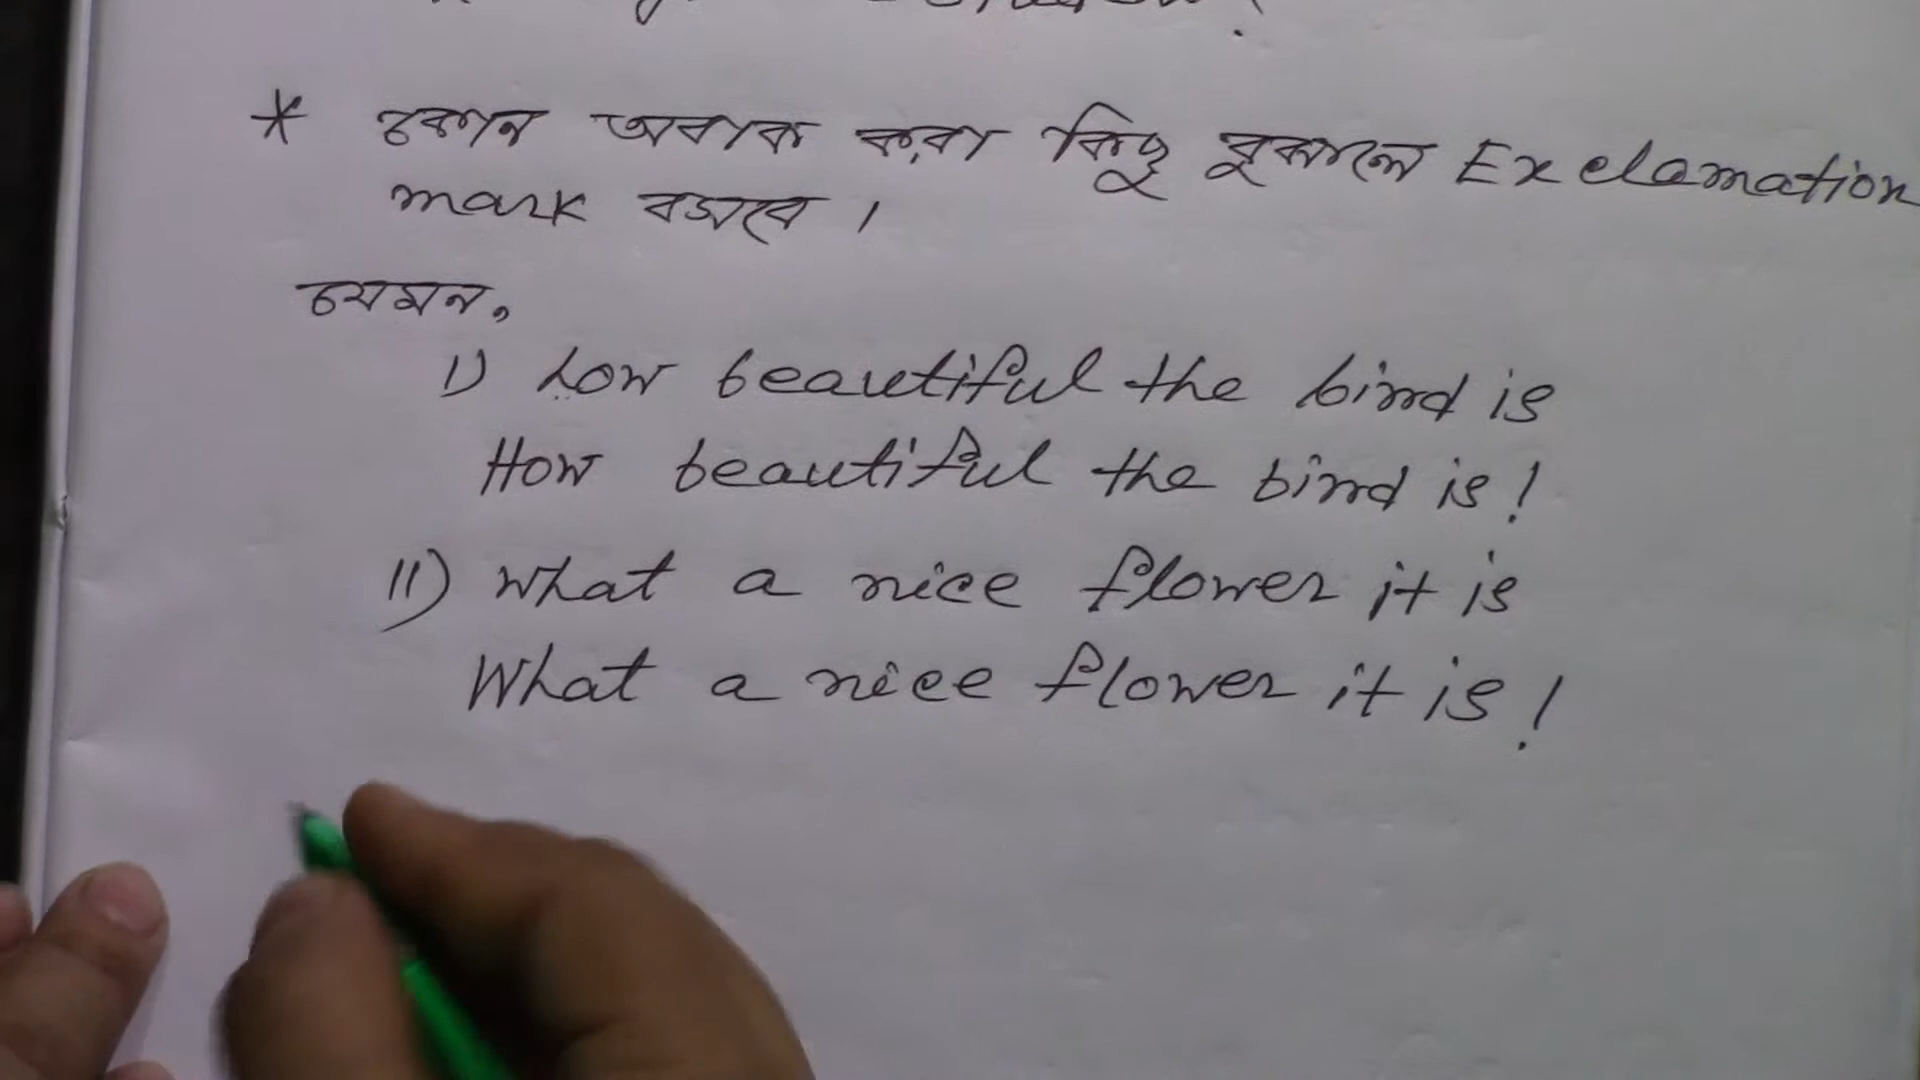 * কোন অবাক করা কিছু বুঝালে Exclamation
mark বসবে ।
যেমন,
i) how beautiful the bird is
How beautiful the bird is!
ii) what a nice flower it is
What a nice flower it is!